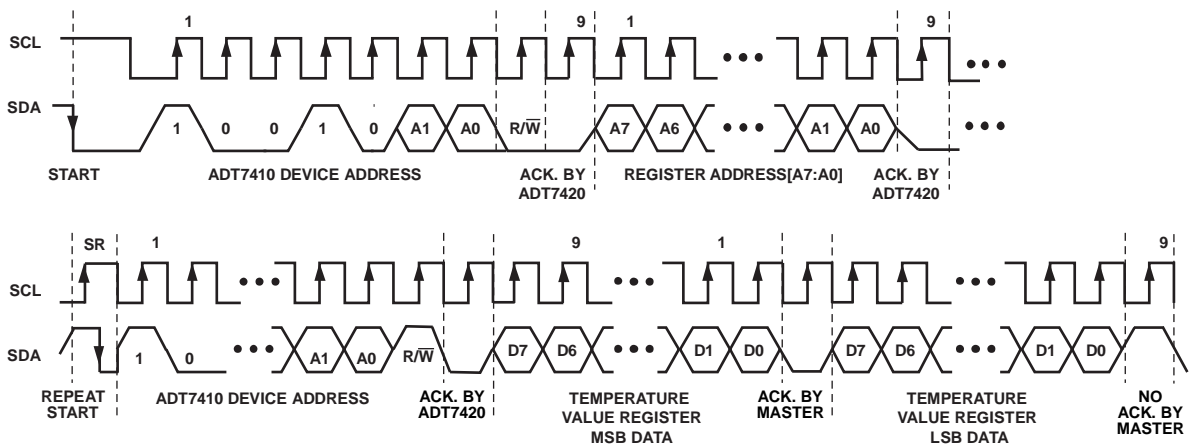 1 9 1 9
SCL
SDA
1 0 0 1 0 A1 A0 R/W̅ A7 A6 A1 A0
START ADT7410 DEVICE ADDRESS ACK. BY REGISTER ADDRESS[A7:A0] ACK. BY
ADT7420 ADT7420
SR 1 9 1 9
SCL
SDA
1 0 A1 A0 R/W̅ D7 D6 D1 D0 D7 D6 D1 D0
REPEAT ADT7410 DEVICE ADDRESS ACK. BY TEMPERATURE ACK. BY TEMPERATURE NO
START ADT7420 VALUE REGISTER MASTER VALUE REGISTER ACK. BY
MSB DATA LSB DATA MASTER